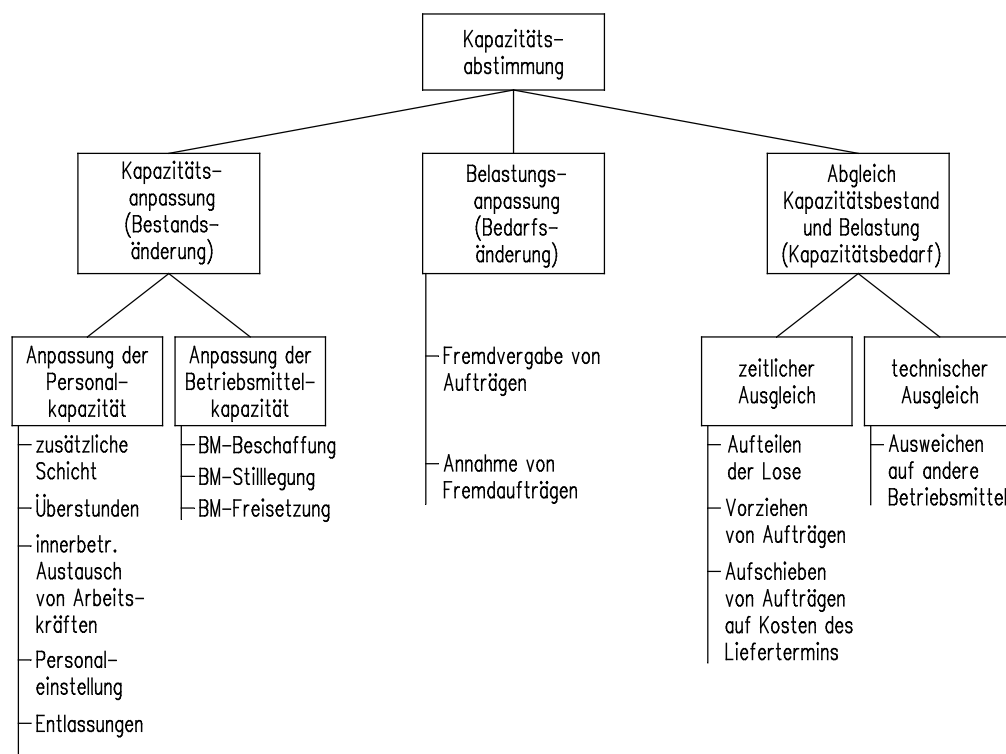 Kapazitäts-
abstimmung
Kapazitäts-
anpassung
(Bestands-
änderung)
Belastungs-
anpassung
(Bedarfs-
änderung)
Abgleich
Kapazitätsbestand
und Belastung
(Kapazitätsbedarf)
Anpassung der
Personal-
kapazität
Anpassung der
Betriebsmittel-
kapazität
zusätzliche
Schicht
Überstunden
innerbetr.
Austausch
von Arbeits-
kräften
Personal-
einstellung
Entlassungen
BM-Beschaffung
BM-Stilllegung
BM-Freisetzung
Fremdvergabe von
Aufträgen
Annahme von
Fremdaufträgen
zeitlicher
Ausgleich
technischer
Ausgleich
Aufteilen
der Lose
Vorziehen
von Aufträgen
Aufschieben
von Aufträgen
auf Kosten des
Liefertermins
Ausweichen
auf andere
Betriebsmittel